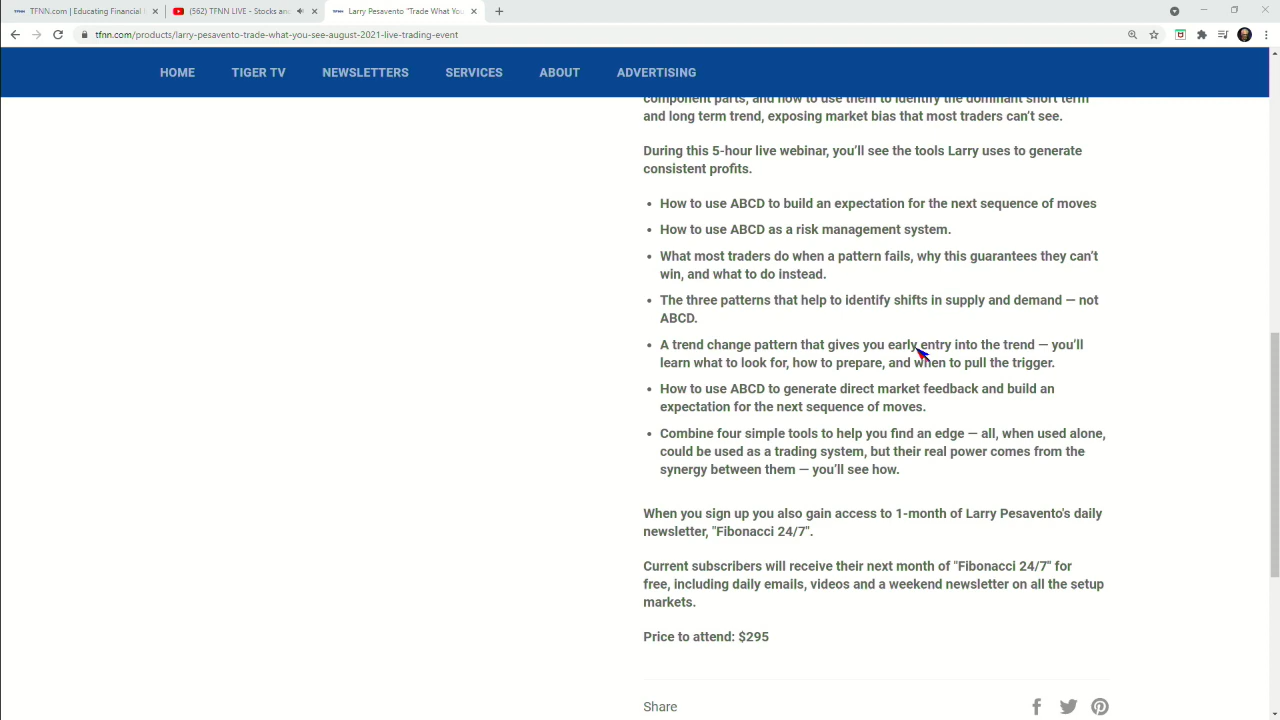 TFNN.com | Educating Financial
(562) TFNN LIVE - Stocks an
Larry Pesavento "Trade What You
tfnn.com/products/larry-pesavento-trade-what-you-see-august-2021-live-trading-event
HOME TIGER TV NEWSLETTERS SERVICES ABOUT ADVERTISING
component parts, and how to use them to identify the dominant short term
and long term trend, exposing market bias that most traders can't see.
During this 5-hour live webinar, you'll see the tools Larry uses to generate
consistent profits.
• How to use ABCD to build an expectation for the next sequence of moves
• How to use ABCD as a risk management system.
• What most traders do when a pattern fails, why this guarantees they can't
win, and what to do instead.
• The three patterns that help to identify shifts in supply and demand — not
ABCD.
• A trend change pattern that gives you early entry into the trend — you'll
learn what to look for, how to prepare, and when to pull the trigger.
• How to use ABCD to generate direct market feedback and build an
expectation for the next sequence of moves.
• Combine four simple tools to help you find an edge — all, when used alone,
could be used as a trading system, but their real power comes from the
synergy between them — you'll see how.
When you sign up you also gain access to 1-month of Larry Pesavento's daily
newsletter, "Fibonacci 24/7".
Current subscribers will receive their next month of "Fibonacci 24/7" for
free, including daily emails, videos and a weekend newsletter on all the setup
markets.
Price to attend: $295
Share